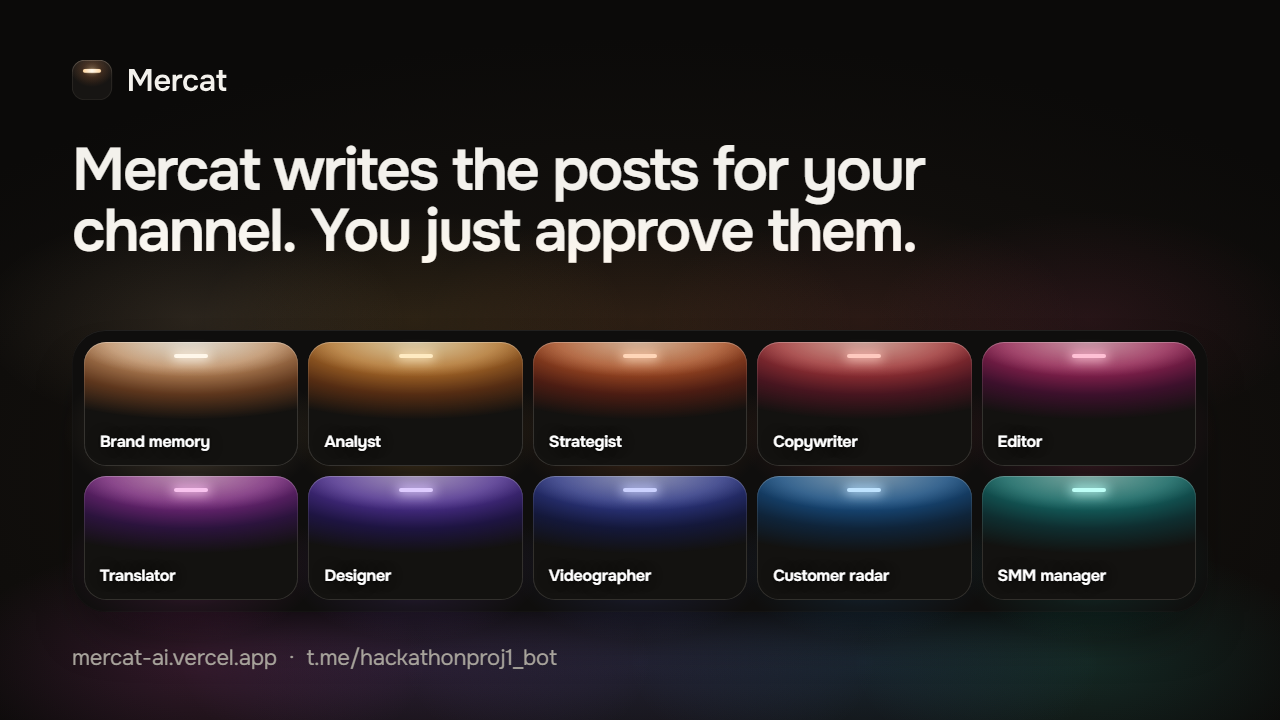 Mercat
Mercat writes the posts for your
channel. You just approve them.
Brand memory
Analyst
Strategist
Copywriter
Editor
Translator
Designer
Videographer
Customer radar
SMM manager
mercat-ai.vercel.app · t.me/hackathonproj1_bot